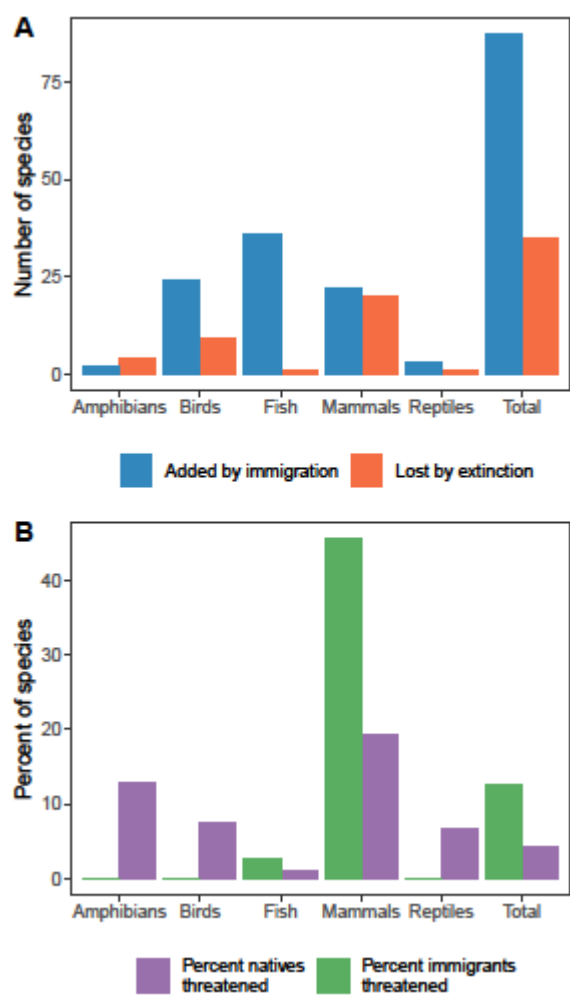 A
Number of species
75
50
25
0
Amphibians Birds Fish Mammals Reptiles Total
Added by immigration Lost by extinction
B
Percent of species
40
30
20
10
0
Amphibians Birds Fish Mammals Reptiles Total
Percent natives threatened
Percent immigrants threatened